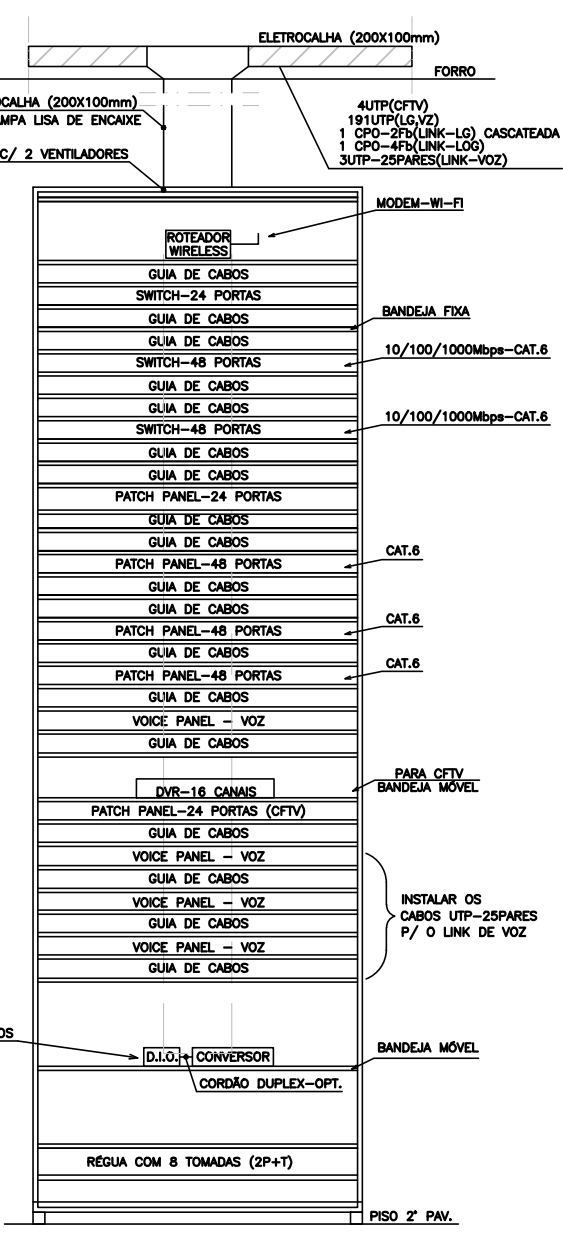 ELETROCALHA (200X100mm)
FORRO
OCALHA (200X100mm)
AMPA LISA DE ENCAIXE
C/ 2 VENTILADORES
4UTP(CFTV)
191UTP(LG,VZ)
1 CPO-2Fb(LINK-LG) CASCATEADA
1 CPO-4Fb(LINK-LOG)
3UTP-25PARES(LINK-VOZ)
MODEM-WI-FI
ROTEADOR
WIRELESS
GUIA DE CABOS
SWITCH-24 PORTAS
GUIA DE CABOS
BANDEJA FIXA
GUIA DE CABOS
SWITCH-48 PORTAS
10/100/1000Mbps-CAT.6
GUIA DE CABOS
GUIA DE CABOS
SWITCH-48 PORTAS
10/100/1000Mbps-CAT.6
GUIA DE CABOS
GUIA DE CABOS
PATCH PANEL-24 PORTAS
GUIA DE CABOS
GUIA DE CABOS
PATCH PANEL-48 PORTAS
CAT.6
GUIA DE CABOS
GUIA DE CABOS
PATCH PANEL-48 PORTAS
CAT.6
GUIA DE CABOS
PATCH PANEL-48 PORTAS
CAT.6
GUIA DE CABOS
VOICE PANEL - VOZ
GUIA DE CABOS
PARA CFTV
BANDEJA MÓVEL
DVR-16 CANAIS
PATCH PANEL-24 PORTAS (CFTV)
GUIA DE CABOS
VOICE PANEL - VOZ
GUIA DE CABOS
VOICE PANEL - VOZ
GUIA DE CABOS
VOICE PANEL - VOZ
GUIA DE CABOS
INSTALAR OS
CABOS UTP-25PARES
P/ O LINK DE VOZ
OS
D.I.O.
CONVERSOR
BANDEJA MÓVEL
CORDÃO DUPLEX-OPT.
RÉGUA COM 8 TOMADAS (2P+T)
PISO 2° PAV.